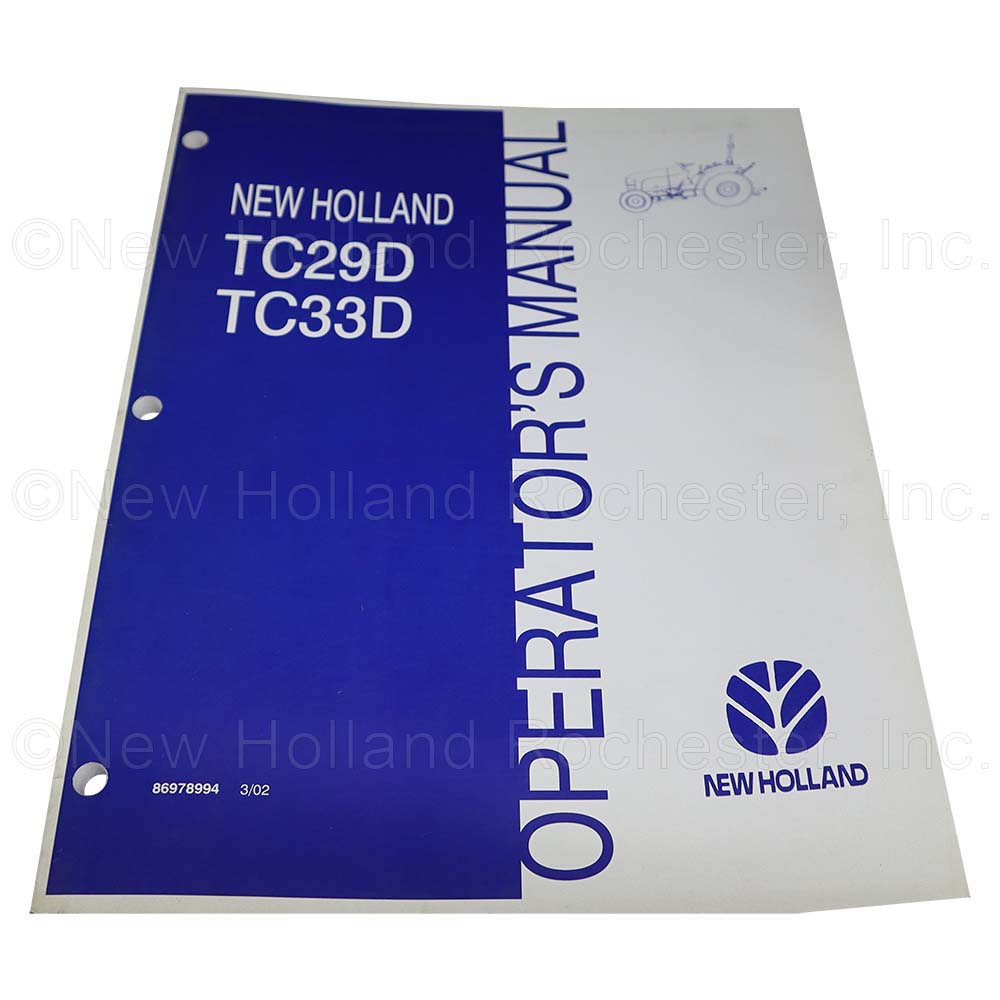 NEW HOLLAND
TC29D
TC33D
OPERATOR'S MANUAL
86978994 3/02
NEW HOLLAND
©New Holland Rochester, Inc.
©New Holland Rochester, Inc.
©New Holland Rochester, Inc.